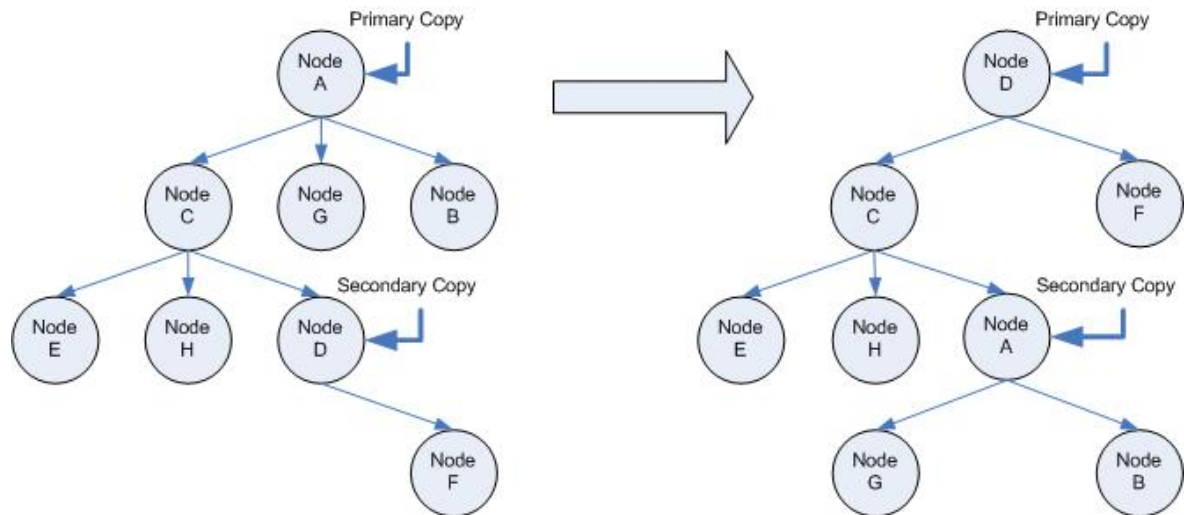 Primary Copy
Node
A
Node
C
Node
G
Node
B
Secondary Copy
Node
E
Node
H
Node
D
Node
F
Primary Copy
Node
D
Node
C
Node
F
Secondary Copy
Node
E
Node
H
Node
A
Node
G
Node
B